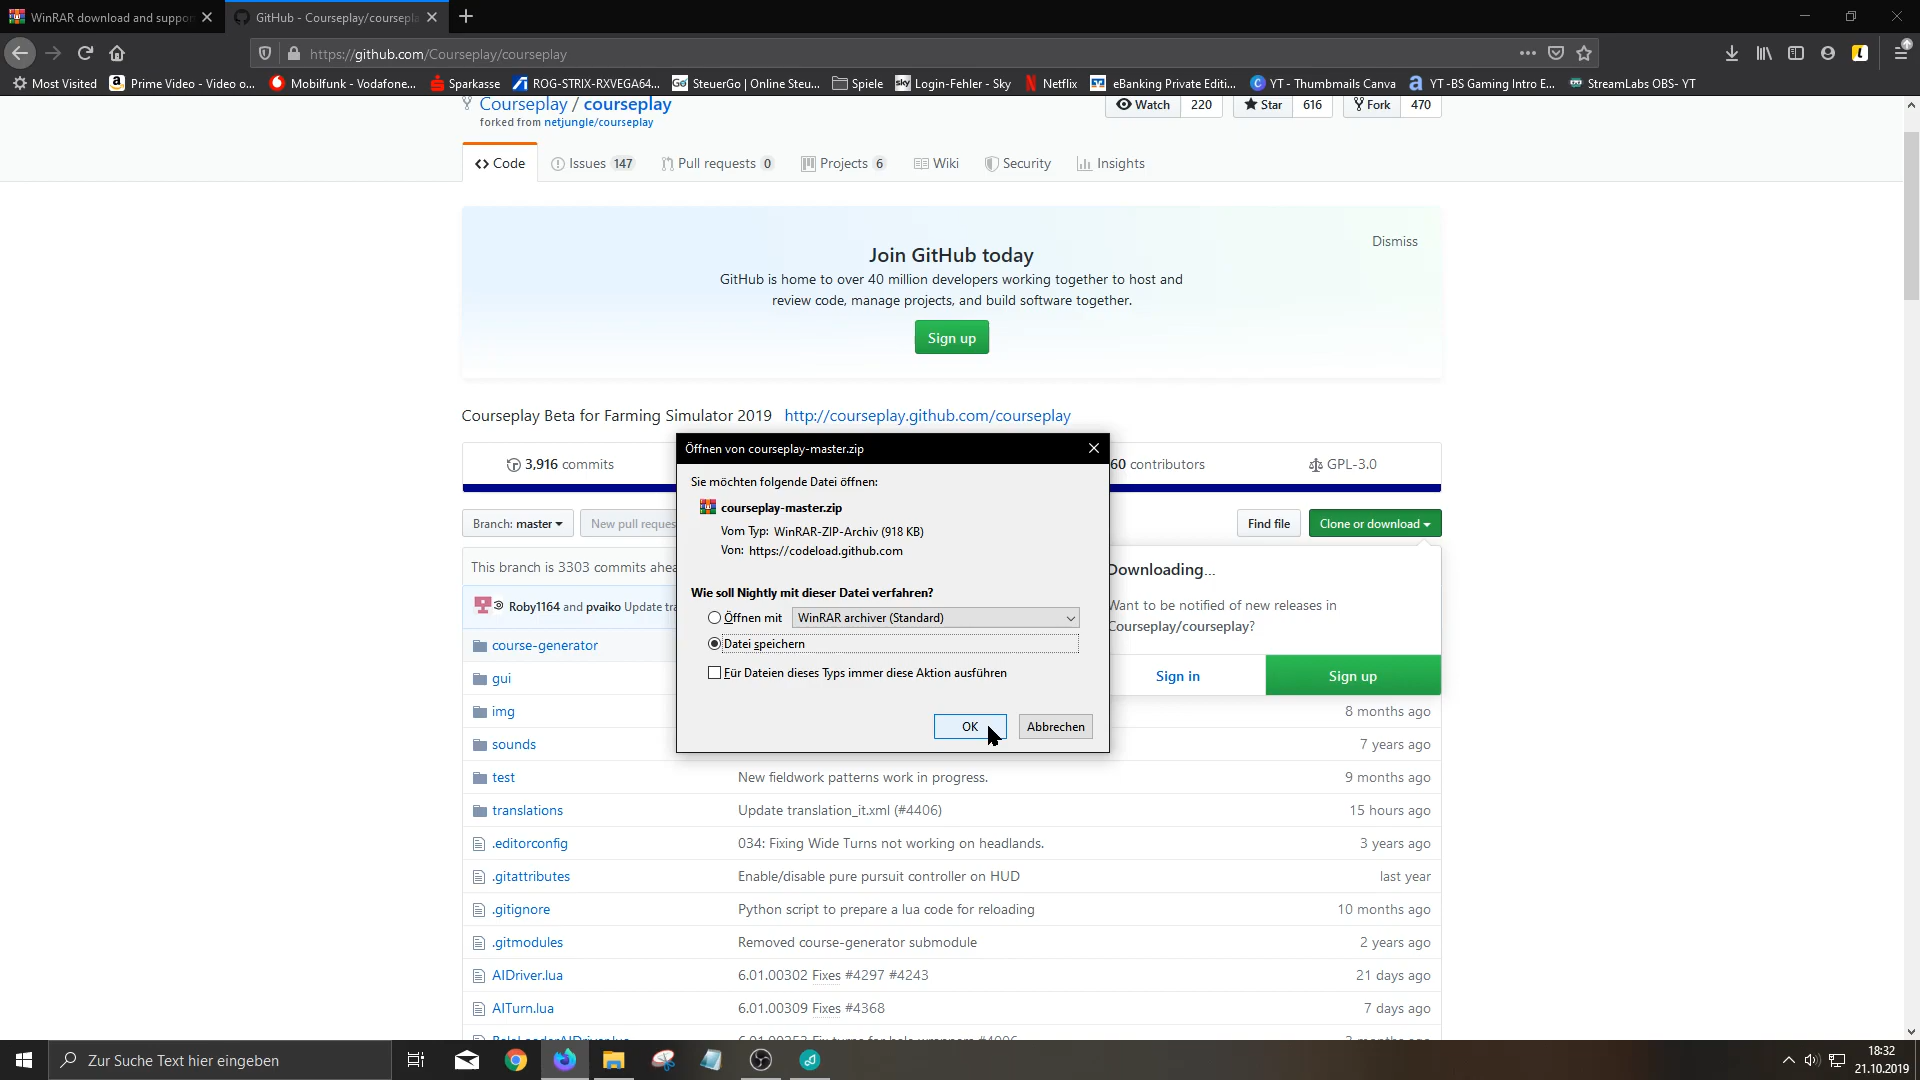 WinRAR download and suppor
GitHub - Courseplay/coursepla
https://github.com/Courseplay/courseplay
Most Visited
Prime Video - Video o...
Mobilfunk - Vodafone...
Sparkasse
ROG-STRIX-RXVEGA64...
SteuerGo | Online Steu...
Spiele
sky Login-Fehler - Sky
Netflix
eBanking Private Editi...
YT - Thumbnails Canva
YT -BS Gaming Intro E...
StreamLabs OBS- YT
Courseplay / courseplay
Watch 220
Star 616
Fork 470
forked from netjungle/courseplay
Code
Issues 147
Pull requests 0
Projects 6
Wiki
Security
Insights
Dismiss
Join GitHub today
GitHub is home to over 40 million developers working together to host and
review code, manage projects, and build software together.
Sign up
Courseplay Beta for Farming Simulator 2019 http://courseplay.github.com/courseplay
3,916 commits
60 contributors
GPL-3.0
Branch: master
New pull reques
Find file
Clone or download
This branch is 3303 commits ahea
Roby1164 and pvaiko Update tra
Öffnen von courseplay-master.zip
Sie möchten folgende Datei öffnen:
courseplay-master.zip
Vom Typ: WinRAR-ZIP-Archiv (918 KB)
Von: https://codeload.github.com
Wie soll Nightly mit dieser Datei verfahren?
Öffnen mit WinRAR archiver (Standard)
Datei speichern
Für Dateien dieses Typs immer diese Aktion ausführen
OK
Abbrechen
Downloading...
Want to be notified of new releases in
Courseplay/courseplay?
Sign in
Sign up
course-generator
gui
img 8 months ago
sounds 7 years ago
test New fieldwork patterns work in progress. 9 months ago
translations Update translation_it.xml (#4406) 15 hours ago
.editorconfig 034: Fixing Wide Turns not working on headlands. 3 years ago
.gitattributes Enable/disable pure pursuit controller on HUD last year
.gitignore Python script to prepare a lua code for reloading 10 months ago
.gitmodules Removed course-generator submodule 2 years ago
AIDriver.lua 6.01.00302 Fixes #4297 #4243 21 days ago
AITurn.lua 6.01.00309 Fixes #4368 7 days ago
Zur Suche Text hier eingeben
18:32
21.10.2019